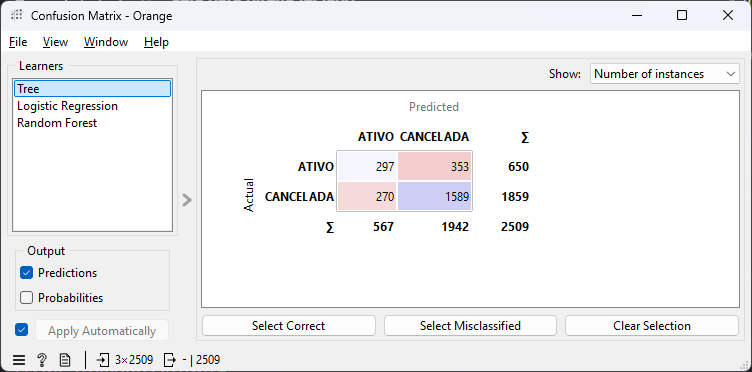 Confusion Matrix - Orange
File View Window Help
Learners
Tree
Logistic Regression
Random Forest
Output
Predictions
Probabilities
Apply Automatically
Show: Number of instances
Predicted
ATIVO CANCELADA Σ
Actual
ATIVO 297 353 650
CANCELADA 270 1589 1859
Σ 567 1942 2509
Select Correct Select Misclassified Clear Selection
? 3×2509 - | 2509